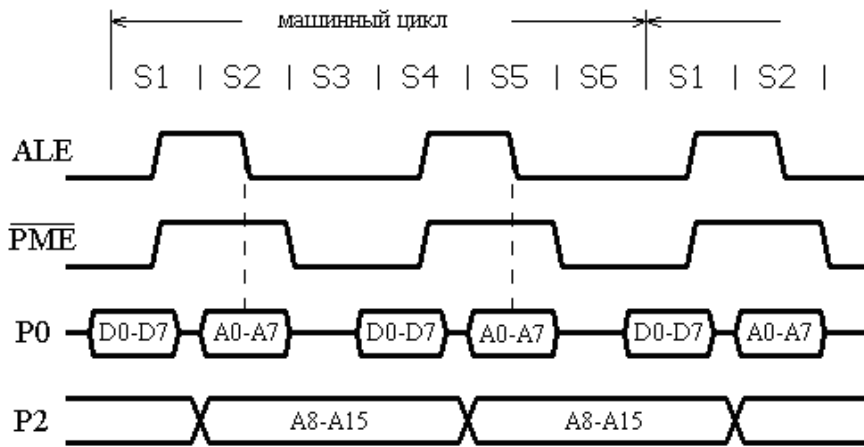 машинный цикл
S1 | S2 | S3 | S4 | S5 | S6 | S1 | S2 |
ALE
PME
P0 D0-D7 A0-A7 D0-D7 A0-A7 D0-D7 A0-A7
P2 A8-A15 A8-A15